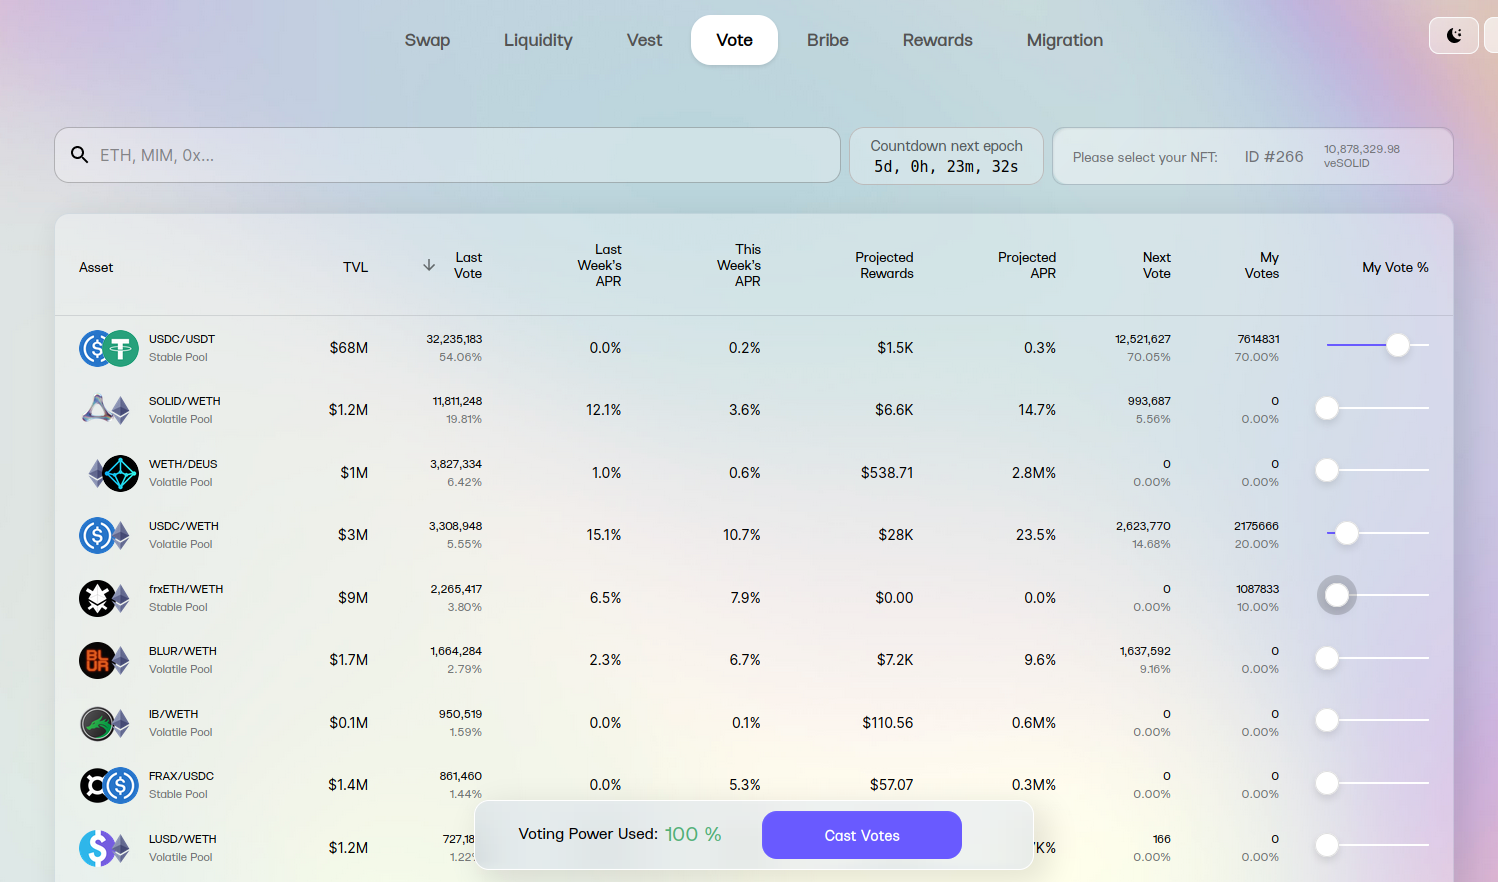 Swap Liquidity Vest Vote Bribe Rewards Migration
ETH, MIM, 0x...
Countdown next epoch
5d, 0h, 23m, 32s
Please select your NFT: ID #266 10,878,329.98
veSOLID
Asset TVL Last Vote Last Week's APR This Week's APR Projected Rewards Projected APR Next Vote My Votes My Vote %
USDC/USDT $68M 32,235,183 0.0% 0.2% $1.5K 0.3% 12,521,627 7614831
Stable Pool 54.06% 70.05% 70.00%
SOLID/WETH $1.2M 11,811,248 12.1% 3.6% $6.6K 14.7% 993,687 0
Volatile Pool 19.81% 5.56% 0.00%
WETH/DEUS $1M 3,827,334 1.0% 0.6% $538.71 2.8M% 0 0
Volatile Pool 6.42% 0.00% 0.00%
USDC/WETH $3M 3,308,948 15.1% 10.7% $28K 23.5% 2,623,770 2175666
Volatile Pool 5.55% 14.68% 20.00%
frxETH/WETH $9M 2,265,417 6.5% 7.9% $0.00 0.0% 0 1087833
Stable Pool 3.80% 0.00% 10.00%
BLUR/WETH $1.7M 1,664,284 2.3% 6.7% $7.2K 9.6% 1,637,592 0
Volatile Pool 2.79% 9.16% 0.00%
IB/WETH $0.1M 950,519 0.0% 0.1% $110.56 0.6M% 0 0
Volatile Pool 1.59% 0.00% 0.00%
FRAX/USDC $1.4M 861,460 0.0% 5.3% $57.07 0.3M% 0 0
Stable Pool 1.44% 0.00% 0.00%
LUSD/WETH $1.2M 166 0
Volatile Pool 0.00% 0.00%
Voting Power Used: 100 % Cast Votes